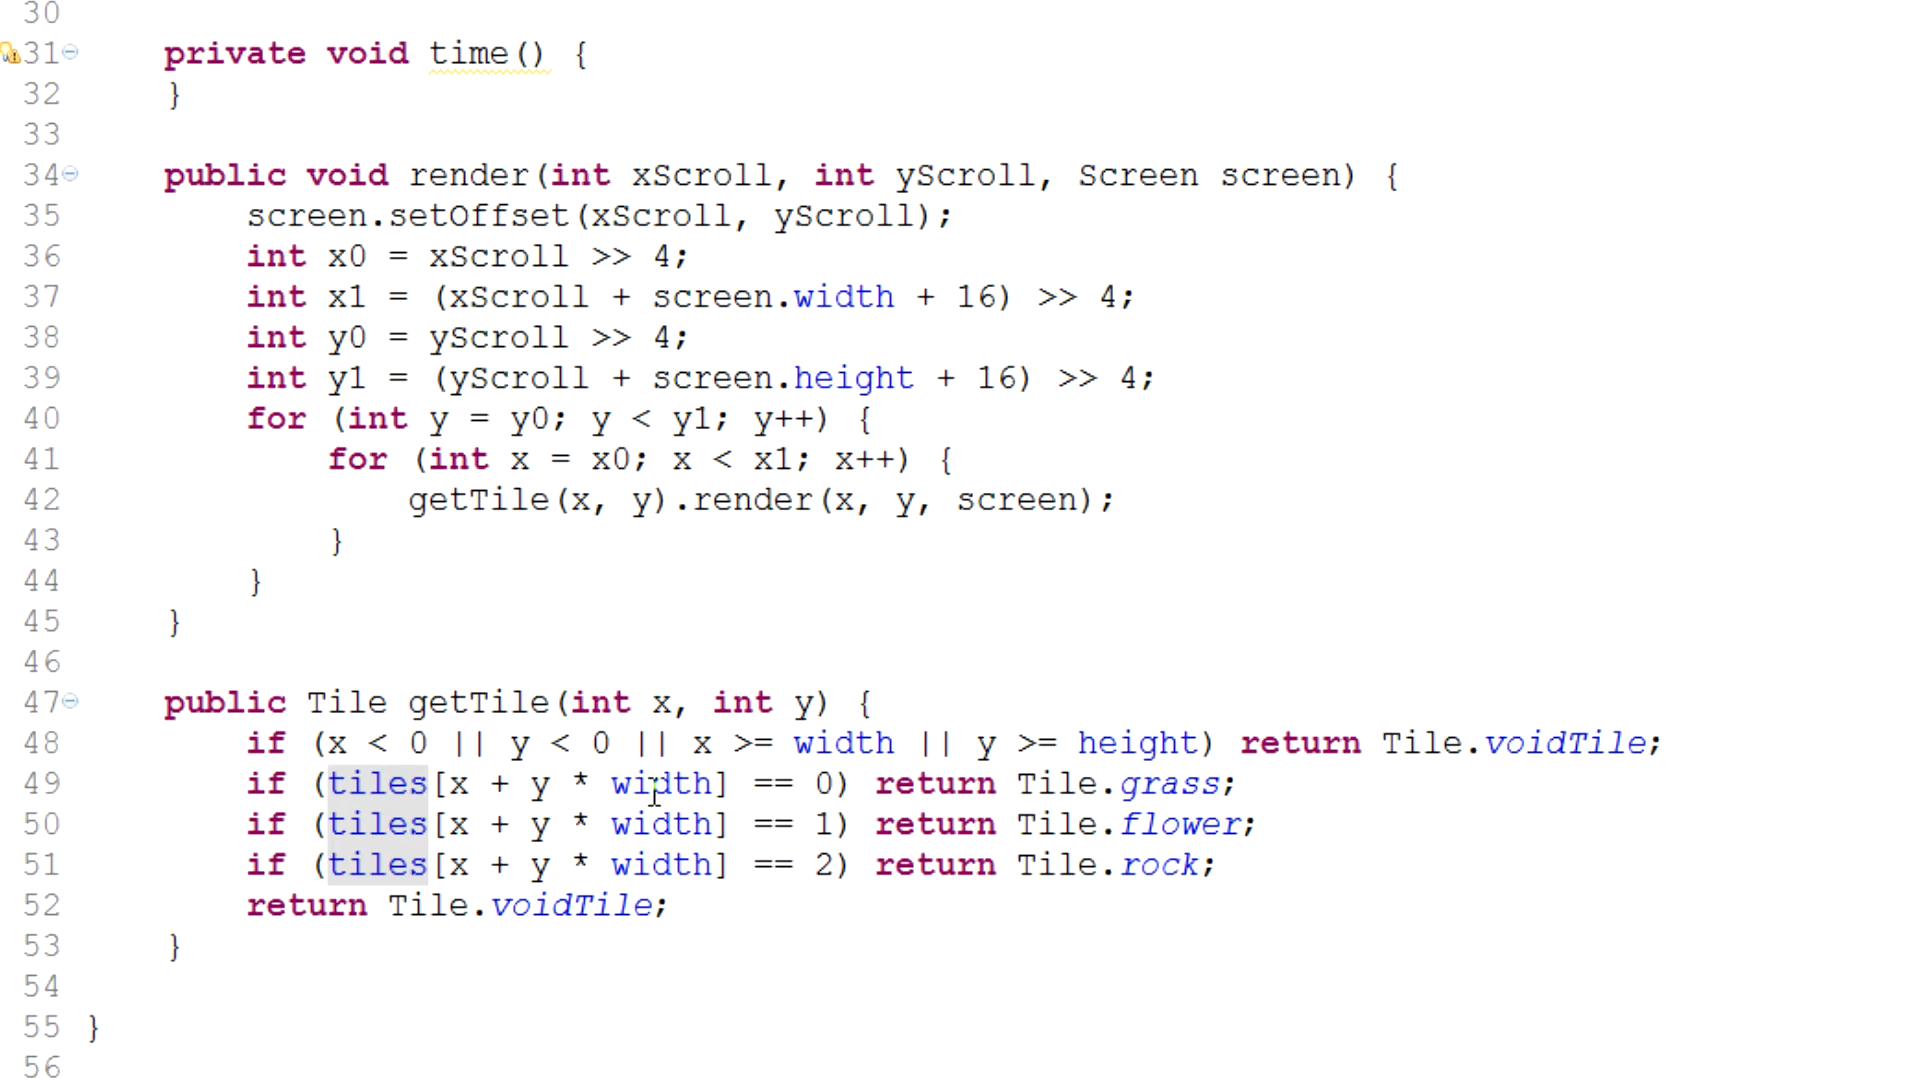 30
31 private void time() {
32 }
33
34 public void render(int xScroll, int yScroll, Screen screen) {
35 screen.setOffset(xScroll, yScroll);
36 int x0 = xScroll >> 4;
37 int x1 = (xScroll + screen.width + 16) >> 4;
38 int y0 = yScroll >> 4;
39 int y1 = (yScroll + screen.height + 16) >> 4;
40 for (int y = y0; y < y1; y++) {
41 for (int x = x0; x < x1; x++) {
42 getTile(x, y).render(x, y, screen);
43 }
44 }
45 }
46
47 public Tile getTile(int x, int y) {
48 if (x < 0 || y < 0 || x >= width || y >= height) return Tile.voidTile;
49 if (tiles[x + y * width] == 0) return Tile.grass;
50 if (tiles[x + y * width] == 1) return Tile.flower;
51 if (tiles[x + y * width] == 2) return Tile.rock;
52 return Tile.voidTile;
53 }
54
55 }
56